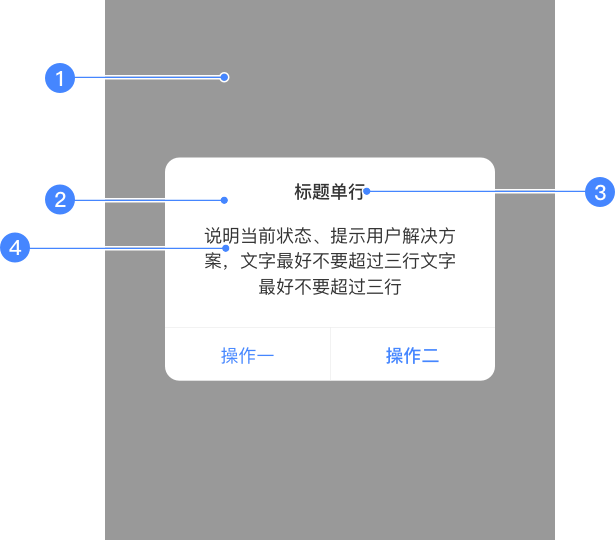 1
2
标题单行
3
4
说明当前状态、提示用户解决方
案，文字最好不要超过三行文字
最好不要超过三行
操作一
操作二